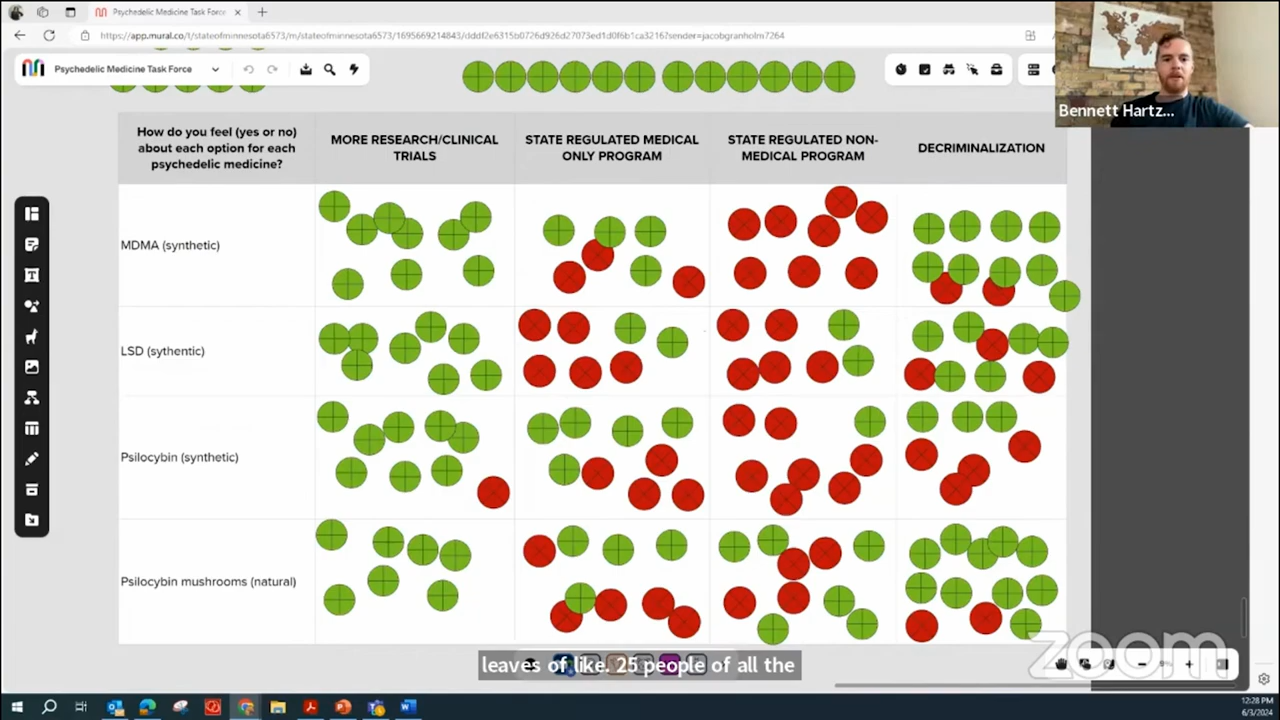 Psychedelic Medicine Task Force
https://app.mural.co/t/stateofminnesota6573/m/stateofminnesota6573/1695669214843/dddf2e6315b0726d926d27073ed1d0f6b1ca3216?sender=jacobgranholm7264
Psychedelic Medicine Task Force
Bennett Hartz...
How do you feel (yes or no) about each option for each psychedelic medicine?
MORE RESEARCH/CLINICAL TRIALS
STATE REGULATED MEDICAL ONLY PROGRAM
STATE REGULATED NON-MEDICAL PROGRAM
DECRIMINALIZATION
MDMA (synthetic)
LSD (sythentic)
Psilocybin (synthetic)
Psilocybin mushrooms (natural)
leaves of like. 25 people of all the
zoom
12:28 PM
6/3/2024